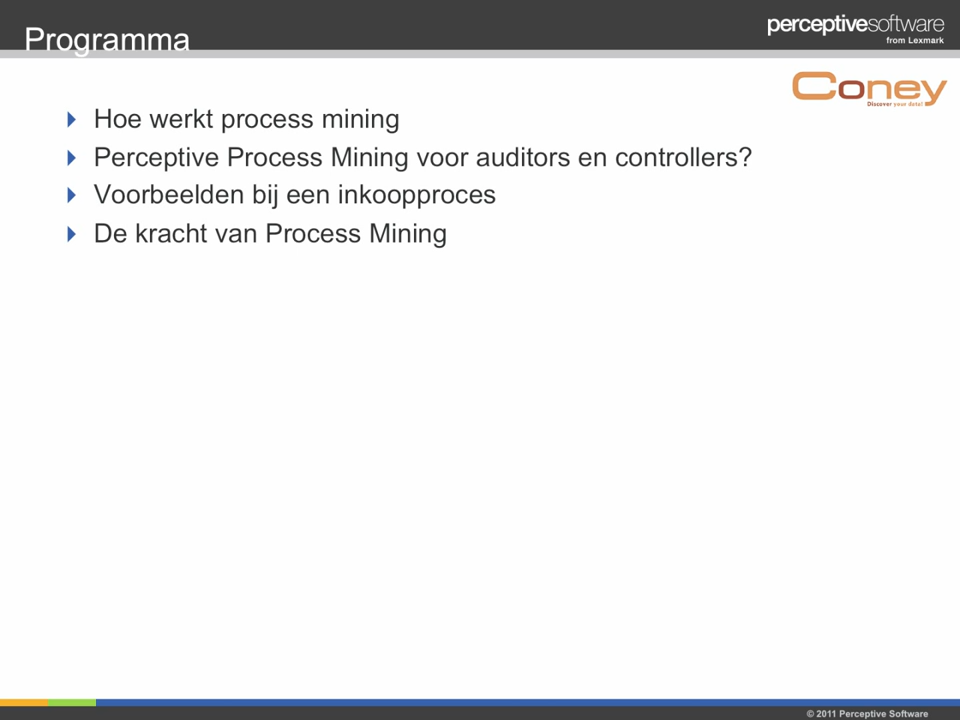 Programma
perceptivesoftware
from Lexmark
Coney
Discover your data!
Hoe werkt process mining
Perceptive Process Mining voor auditors en controllers?
Voorbeelden bij een inkoopproces
De kracht van Process Mining
© 2011 Perceptive Software